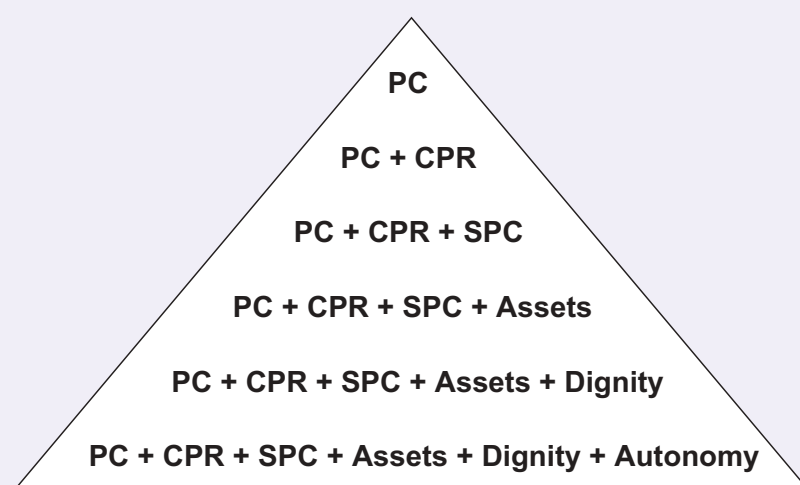 PC
PC + CPR
PC + CPR + SPC
PC + CPR + SPC + Assets
PC + CPR + SPC + Assets + Dignity
PC + CPR + SPC + Assets + Dignity + Autonomy